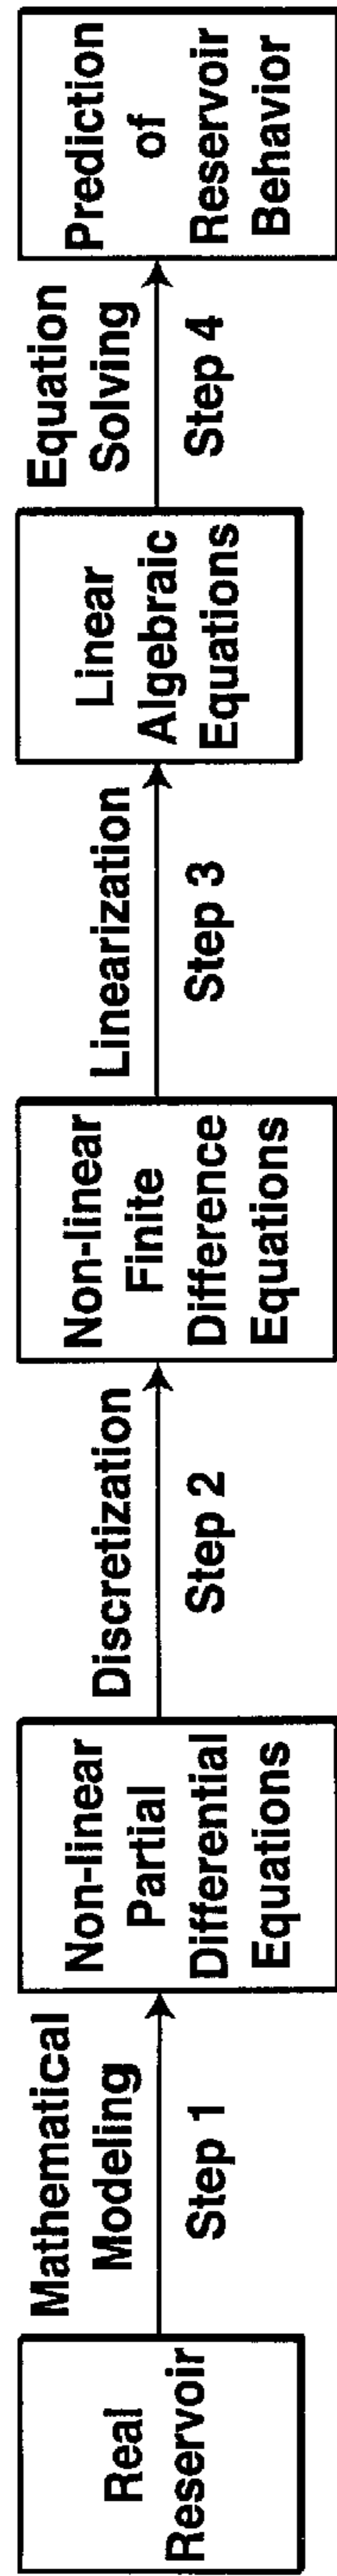 Real
Reservoir
Mathematical
Modeling
Step 1
Non-linear
Partial
Differential
Equations
Discretization
Step 2
Non-linear
Finite
Difference
Equations
Linearization
Step 3
Linear
Algebraic
Equations
Equation
Solving
Step 4
Prediction
of
Reservoir
Behavior